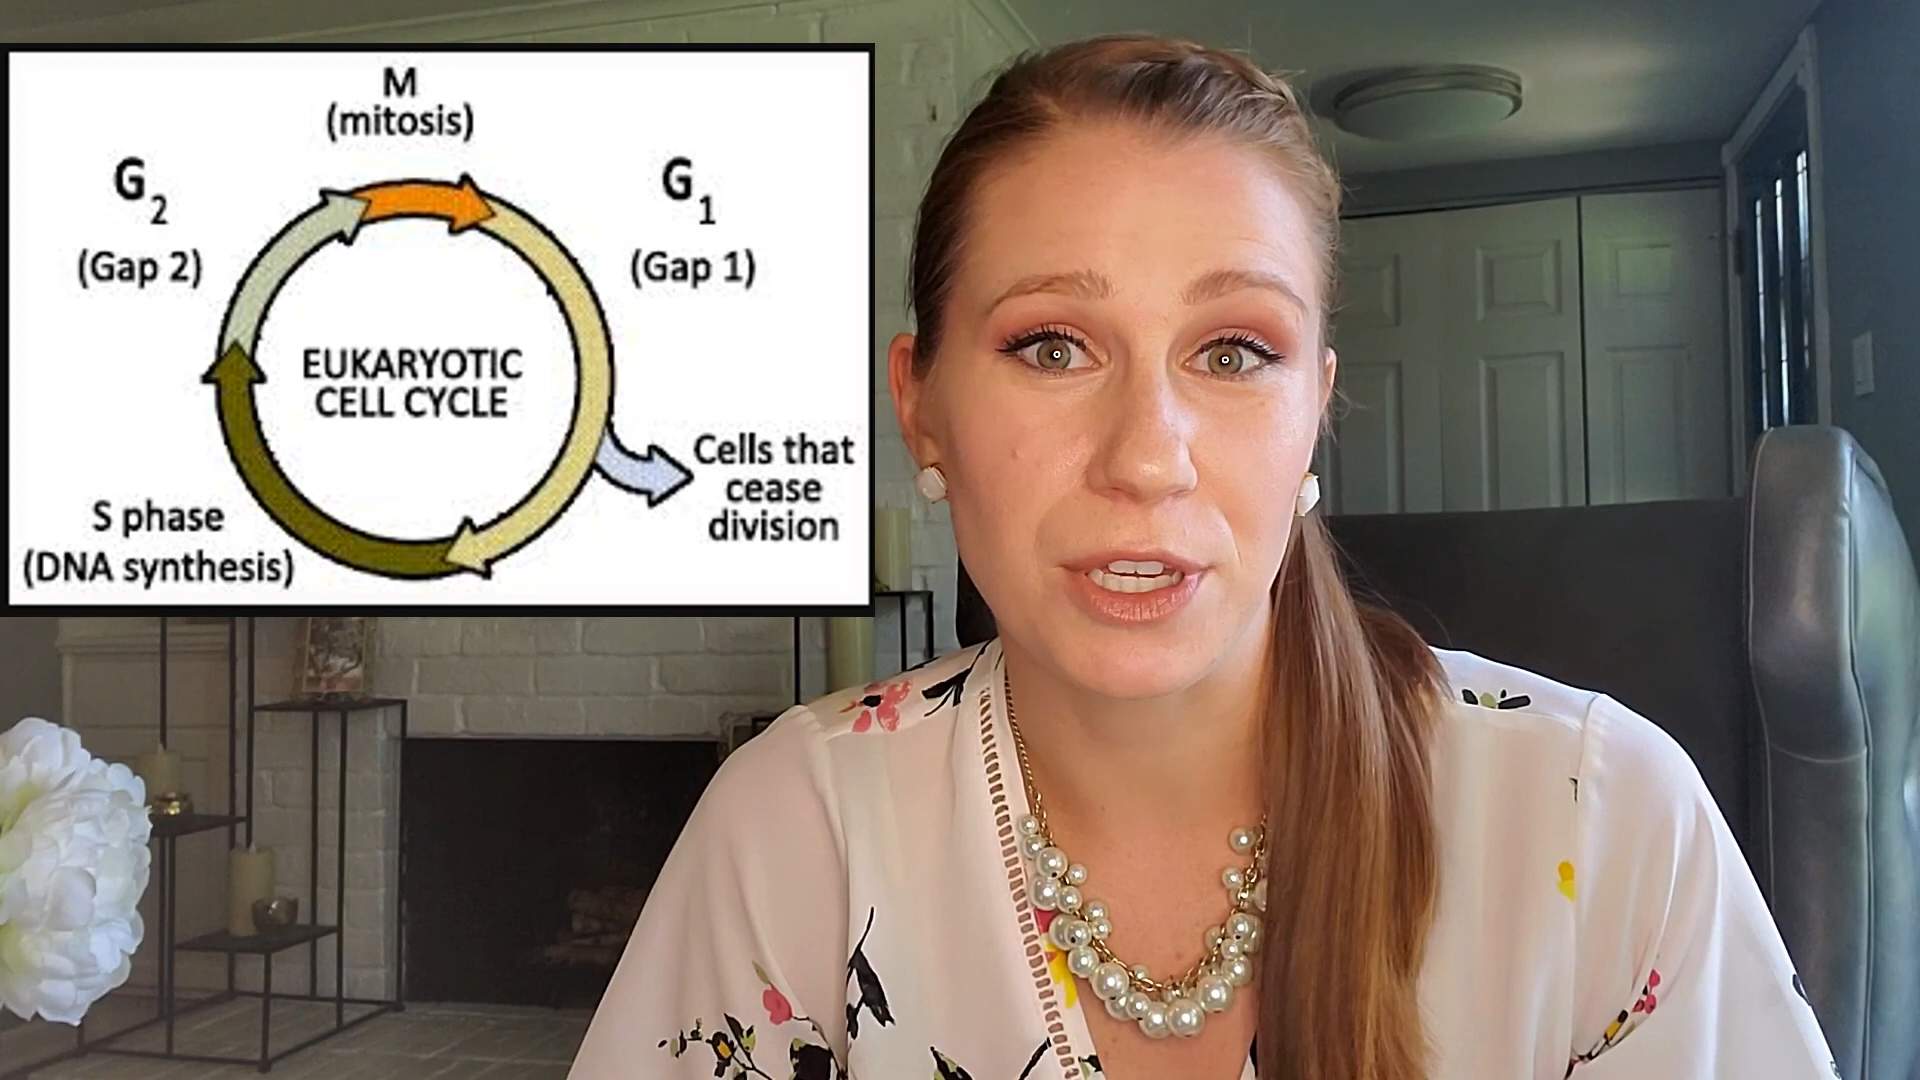 M
(mitosis)
G2
(Gap 2)
G1
(Gap 1)
EUKARYOTIC
CELL CYCLE
Cells that
cease
division
S phase
(DNA synthesis)